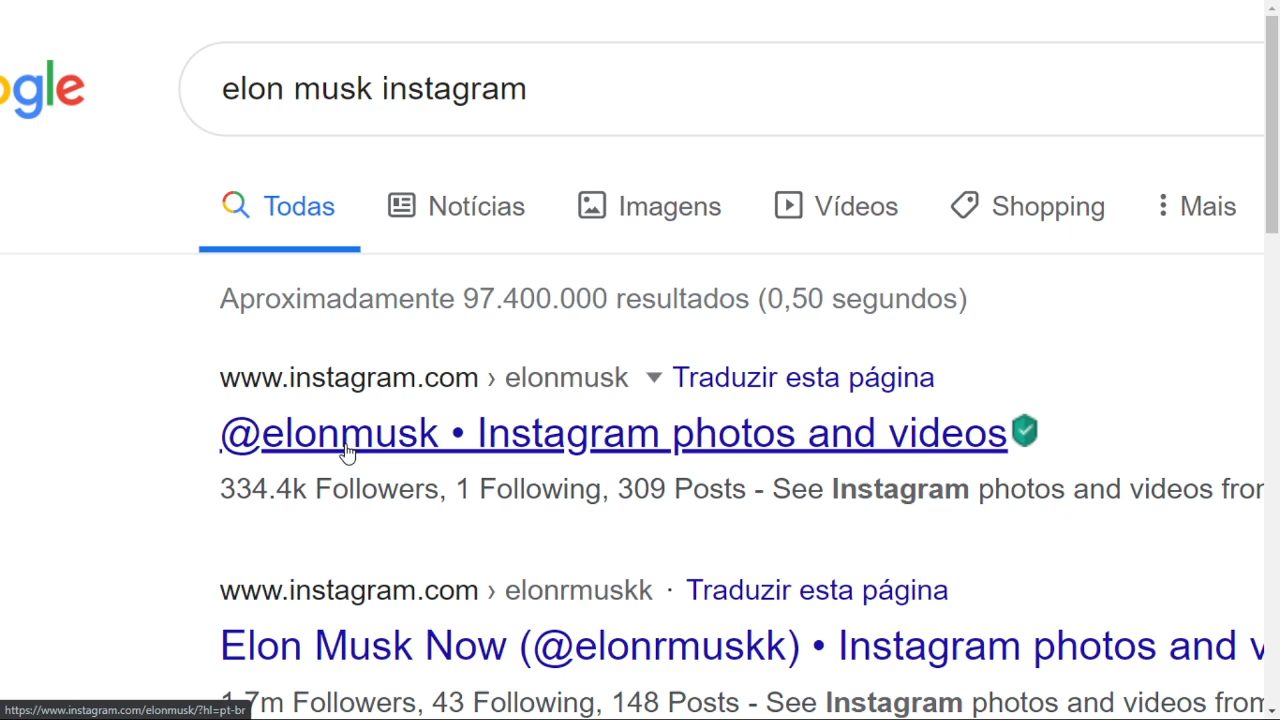 ogle
elon musk instagram
Todas Notícias Imagens Vídeos Shopping Mais
Aproximadamente 97.400.000 resultados (0,50 segundos)
www.instagram.com › elonmusk Traduzir esta página
@elonmusk • Instagram photos and videos
334.4k Followers, 1 Following, 309 Posts - See Instagram photos and videos from
www.instagram.com › elonrmuskk · Traduzir esta página
Elon Musk Now (@elonrmuskk) • Instagram photos and v
1.7m Followers, 43 Following, 148 Posts - See Instagram photos and videos from
https://www.instagram.com/elonmusk/?hl=pt-br